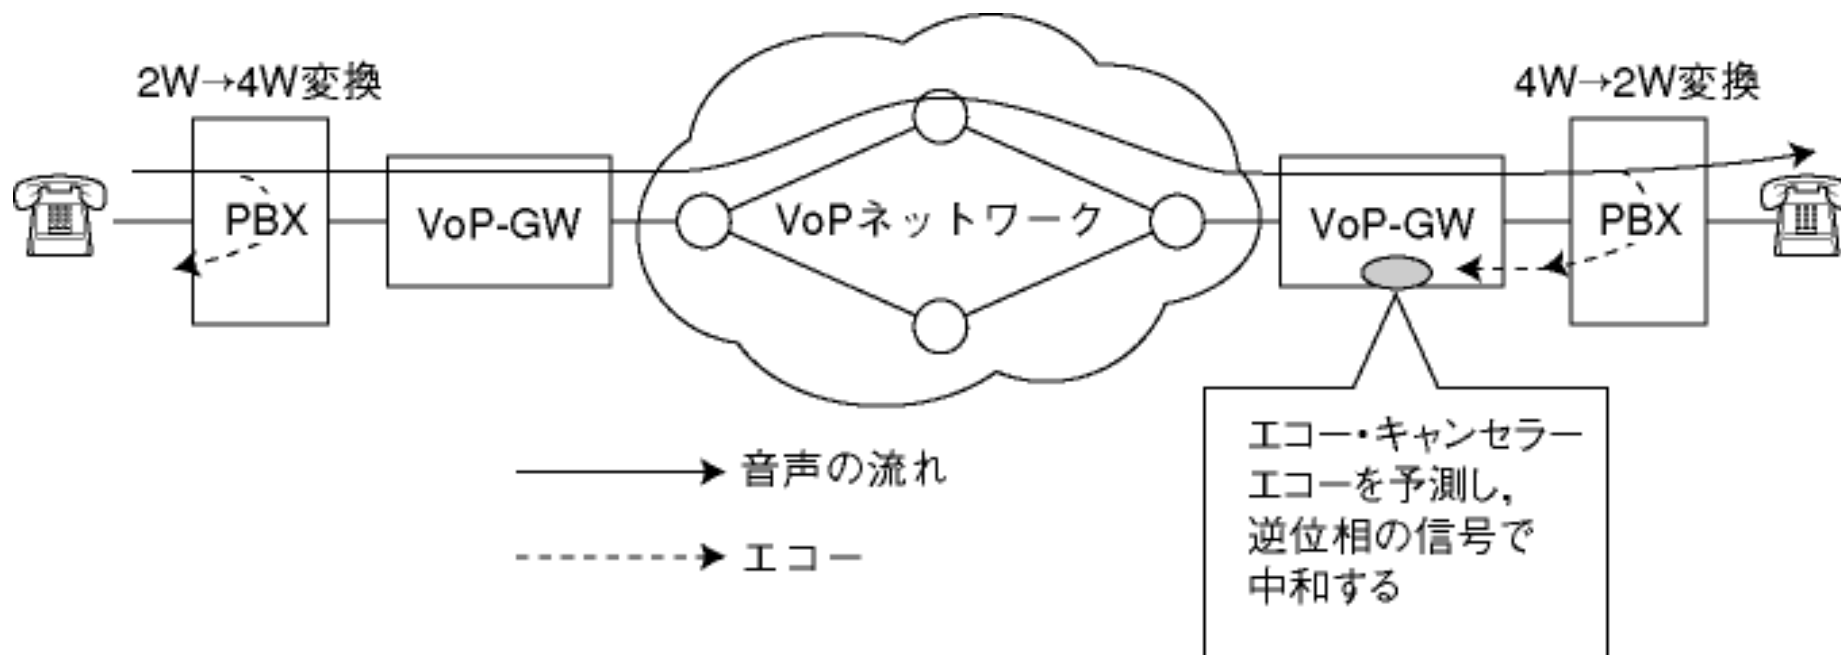 2W→4W変換
4W→2W変換
PBX
VoP-GW
VoPネットワーク
VoP-GW
PBX
音声の流れ
エコー
エコー・キャンセラー
エコーを予測し,
逆位相の信号で
中和する